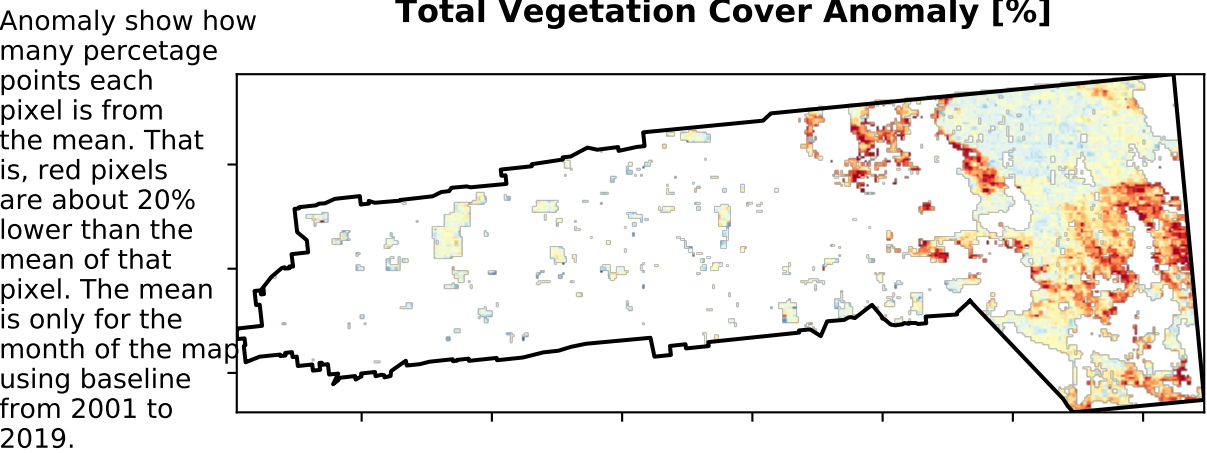 Total Vegetation Cover Anomaly [%]
Anomaly show how
many percetage
points each
pixel is from
the mean. That
is, red pixels
are about 20%
lower than the
mean of that
pixel. The mean
is only for the
month of the map
using baseline
from 2001 to
2019.